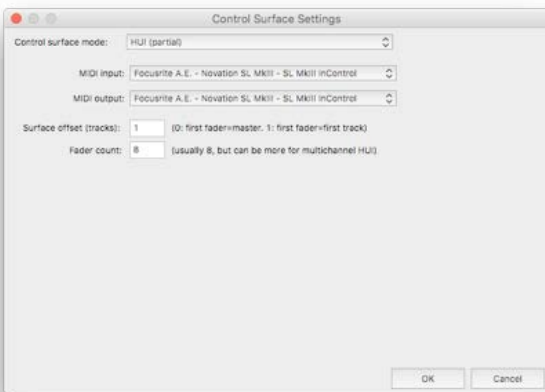 Control Surface Settings
Control surface mode: HUI (partial)
MIDI input: Focusrite A.E. - Novation SL MkIII - SL MkIII InControl
MIDI output: Focusrite A.E. - Novation SL MkIII - SL MkIII InControl
Surface offset (tracks): 1 (0: first fader=master. 1: first fader=first track)
Fader count: 8 (usually 8, but can be more for multichannel HUI)
OK Cancel